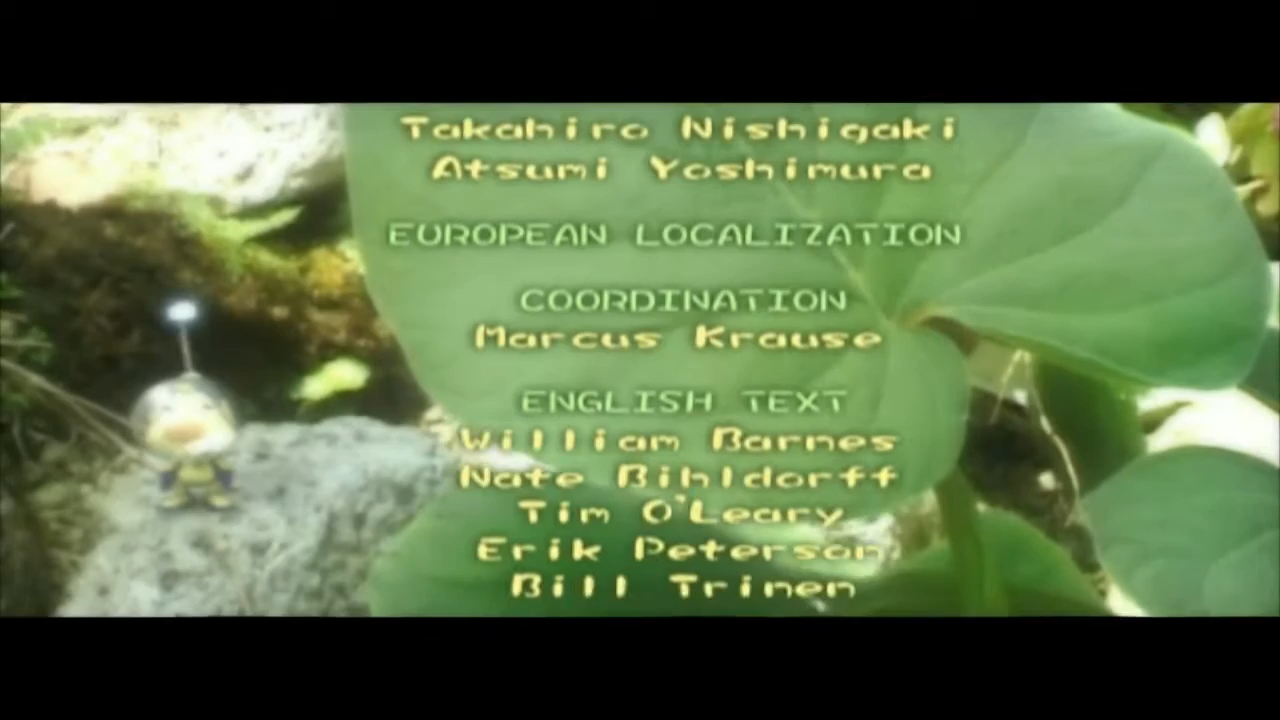 Takahiro Nishigaki
Atsumi Yoshimura
EUROPEAN LOCALIZATION
COORDINATION
Marcus Krause
ENGLISH TEXT
William Barnes
Nate Bihldorff
Tim O'Leary
Erik Peterson
Bill Trinen